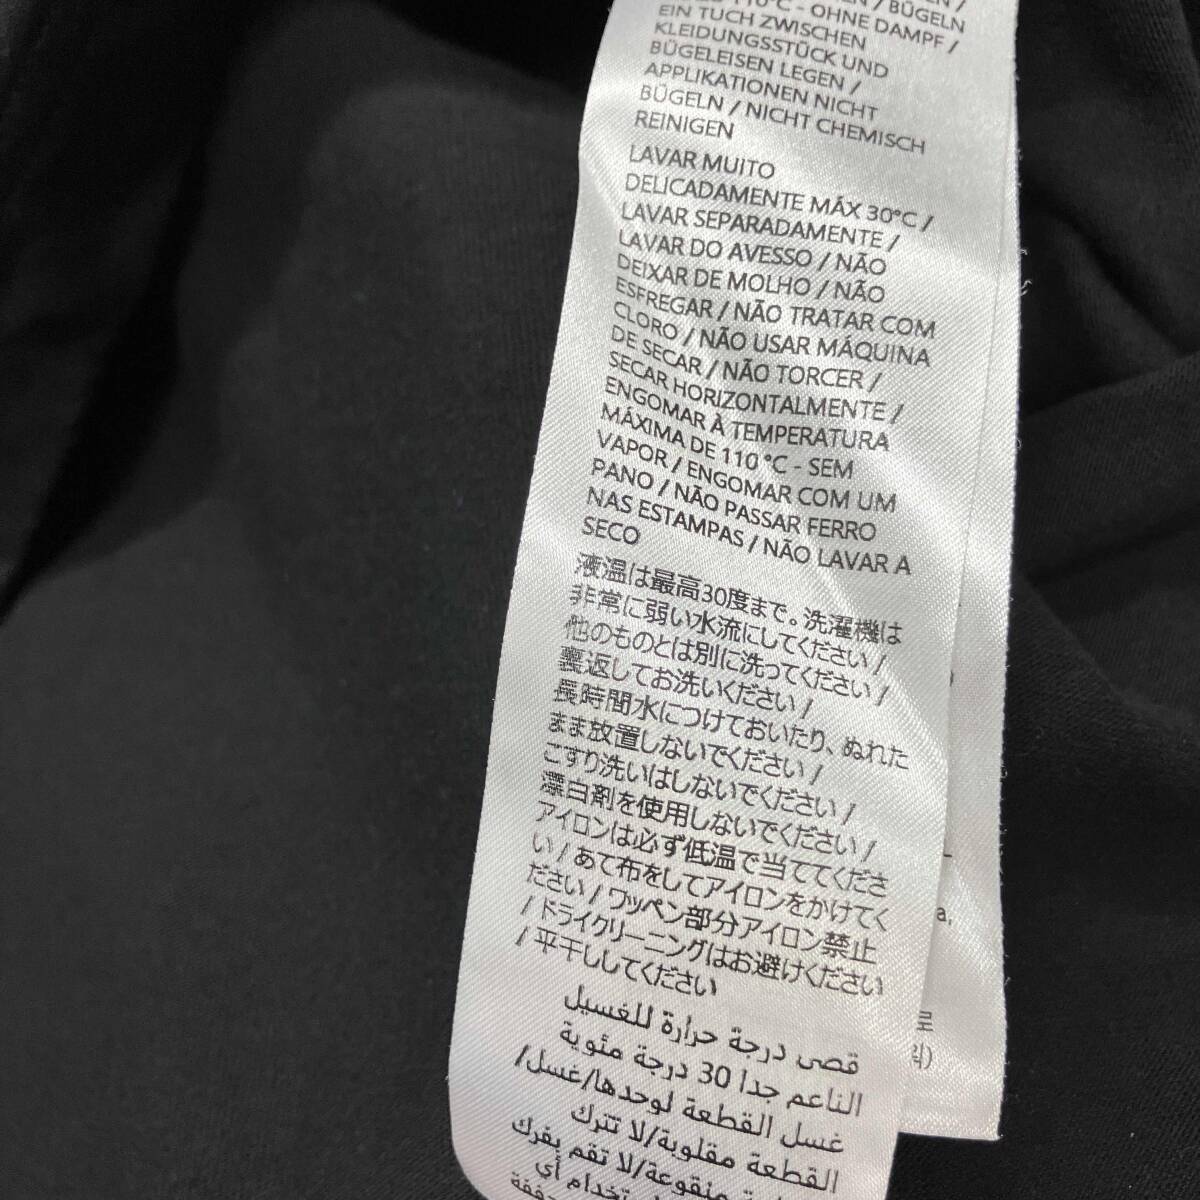 110°C - OHNE DAMPF /
EIN TUCH ZWISCHEN
KLEIDUNGSSTÜCK UND
BÜGELEISEN LEGEN /
APPLIKATIONEN NICHT
BÜGELN / NICHT CHEMISCH
REINIGEN
LAVAR MUITO
DELICADAMENTE MÁX 30°C /
LAVAR SEPARADAMENTE /
LAVAR DO AVESSO / NÃO
DEIXAR DE MOLHO / NÃO
ESFREGAR / NÃO TRATAR COM
CLORO / NÃO USAR MÁQUINA
DE SECAR / NÃO TORCER /
SECAR HORIZONTALMENTE /
ENGOMAR À TEMPERATURA
MÁXIMA DE 110 °C - SEM
VAPOR / ENGOMAR COM UM
PANO / NÃO PASSAR FERRO
NAS ESTAMPAS / NÃO LAVAR A
SECO
液温は最高30度まで。洗濯機は
非常に弱い水流にしてください /
他のものとは別に洗ってください /
裏返してお洗いください /
長時間水につけておいたり、ぬれた
まま放置しないでください /
こすり洗いはしないでください /
漂白剤を使用しないでください /
アイロンは必ず低温で当ててくださ
い / あて布をしてアイロンをかけてく
ださい / ワッペン部分アイロン禁止
/ ドライクリーニングはお避けください
/ 平干ししてください
قصى درجة حرارة للغسيل
الناعم جدا 30 درجة مئوية
/غسل القطعة لوحدها/غسل
القطعة مقلوبة/لا تترك
القطعة منقوعة/لا تقم بفرك